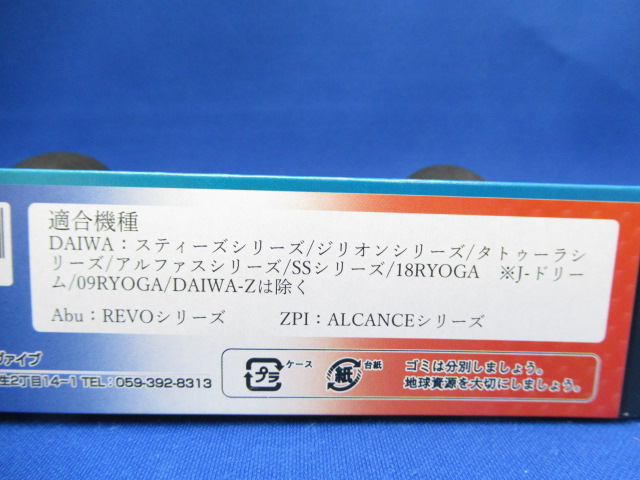 適合機種
DAIWA：スティーズシリーズ/ジリオンシリーズ/タトゥーラシ
リーズ/アルファスシリーズ/SSシリーズ/18RYOGA　※J-ドリー
ム/09RYOGA/DAIWA-Zは除く
Abu：REVOシリーズ　　ZPI：ALCANCEシリーズ
ヴァイブ
生2丁目14-1 TEL：059-392-8313
プラ ケース
紙 台紙
ゴミは分別しましょう。
地球資源を大切にしましょう。